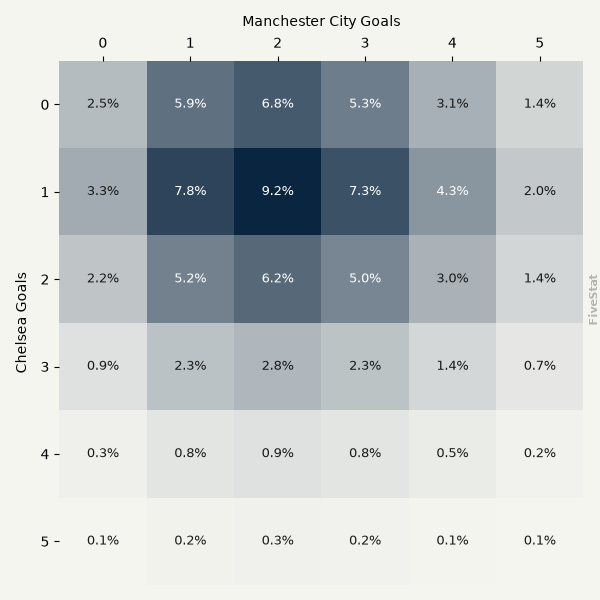 Manchester City Goals
0 1 2 3 4 5
0 2.5% 5.9% 6.8% 5.3% 3.1% 1.4%
1 3.3% 7.8% 9.2% 7.3% 4.3% 2.0%
2 2.2% 5.2% 6.2% 5.0% 3.0% 1.4%
3 0.9% 2.3% 2.8% 2.3% 1.4% 0.7%
4 0.3% 0.8% 0.9% 0.8% 0.5% 0.2%
5 0.1% 0.2% 0.3% 0.2% 0.1% 0.1%
Chelsea Goals
FiveStat